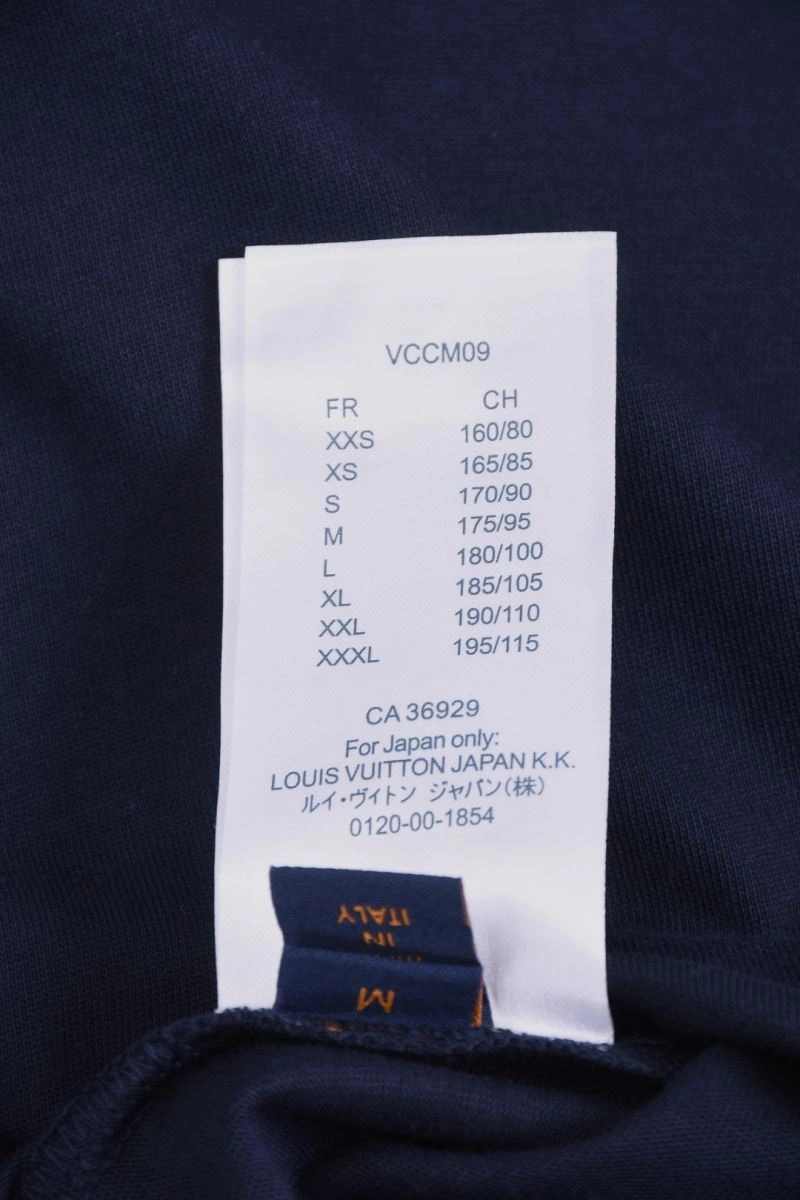 VCCM09
FR CH
XXS 160/80
XS 165/85
S 170/90
M 175/95
L 180/100
XL 185/105
XXL 190/110
XXXL 195/115
CA 36929
For Japan only:
LOUIS VUITTON JAPAN K.K.
ルイ・ヴィトン ジャパン(株)
0120-00-1854
IN
ITALY
M